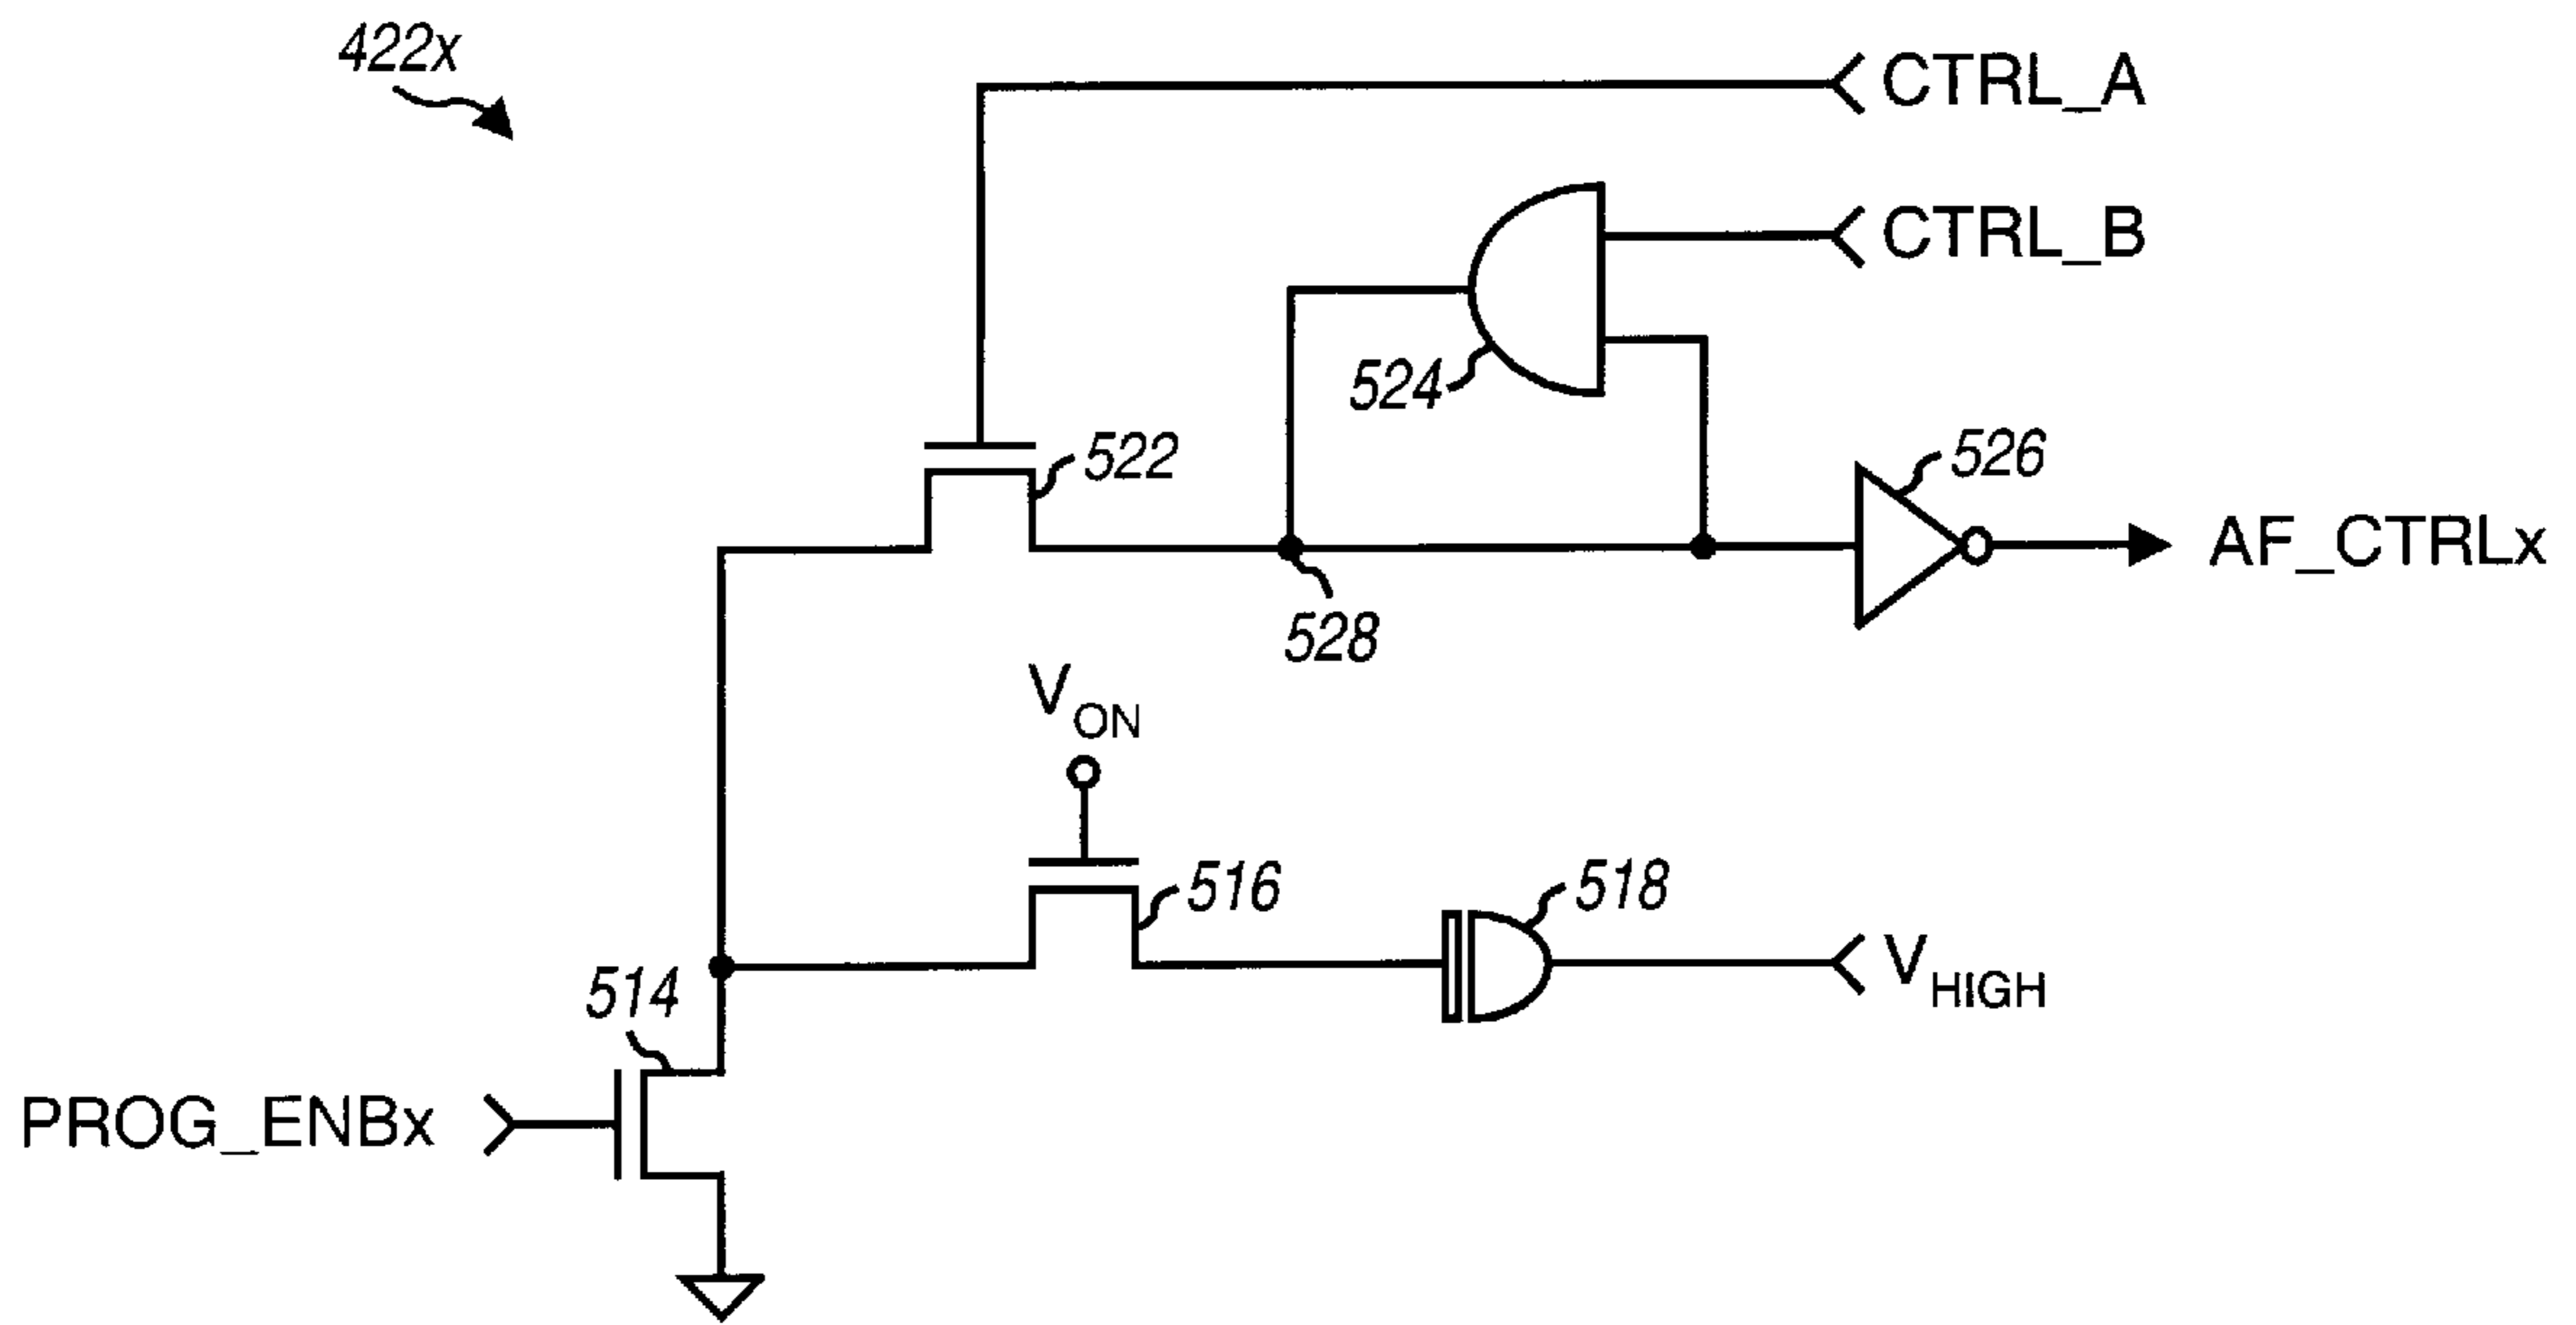 422x
CTRL_A
CTRL_B
524
522
526
AF_CTRLx
528
VON
516
518
VHIGH
514
PROG_ENBx